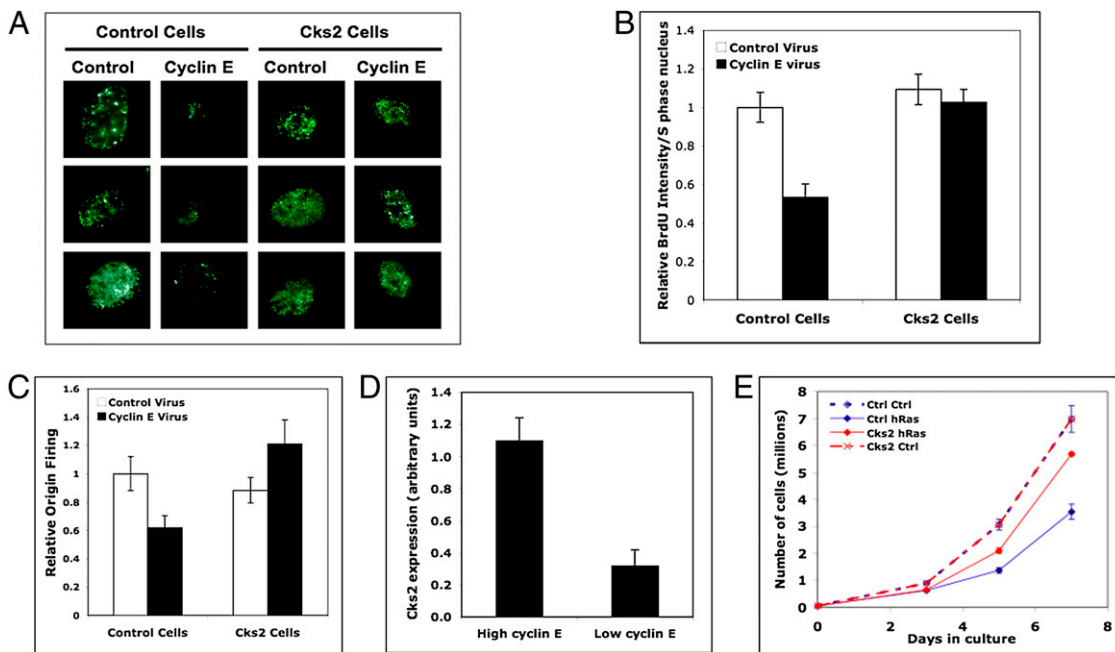 A
Control Cells Cks2 Cells
Control Cyclin E Control Cyclin E
B
Relative BrdU Intensity/S phase nucleus
1.4
1.2
1
0.8
0.6
0.4
0.2
0
Control Virus
Cyclin E virus
Control Cells Cks2 Cells
C
Relative Origin Firing
1.6
1.4
1.2
1
0.8
0.6
0.4
0.2
0
Control Virus
Cyclin E Virus
Control Cells Cks2 Cells
D
Cks2 expression (arbitrary units)
1.4
1.2
1.0
0.8
0.6
0.4
0.2
0.0
High cyclin E Low cyclin E
E
Number of cells (millions)
8
7
6
5
4
3
2
1
0
Ctrl Ctrl
Ctrl hRas
Cks2 hRas
Cks2 Ctrl
0 2 4 6 8
Days in culture